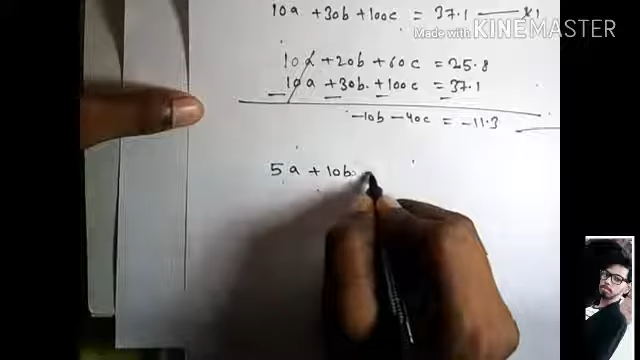 10a + 30b + 100c = 37.1 —— x1
Made with KINEMASTER
10a + 20b + 60c = 25.8
10a + 30b + 100c = 37.1
— — — —
-10b - 40c = -11.3
5a + 10b